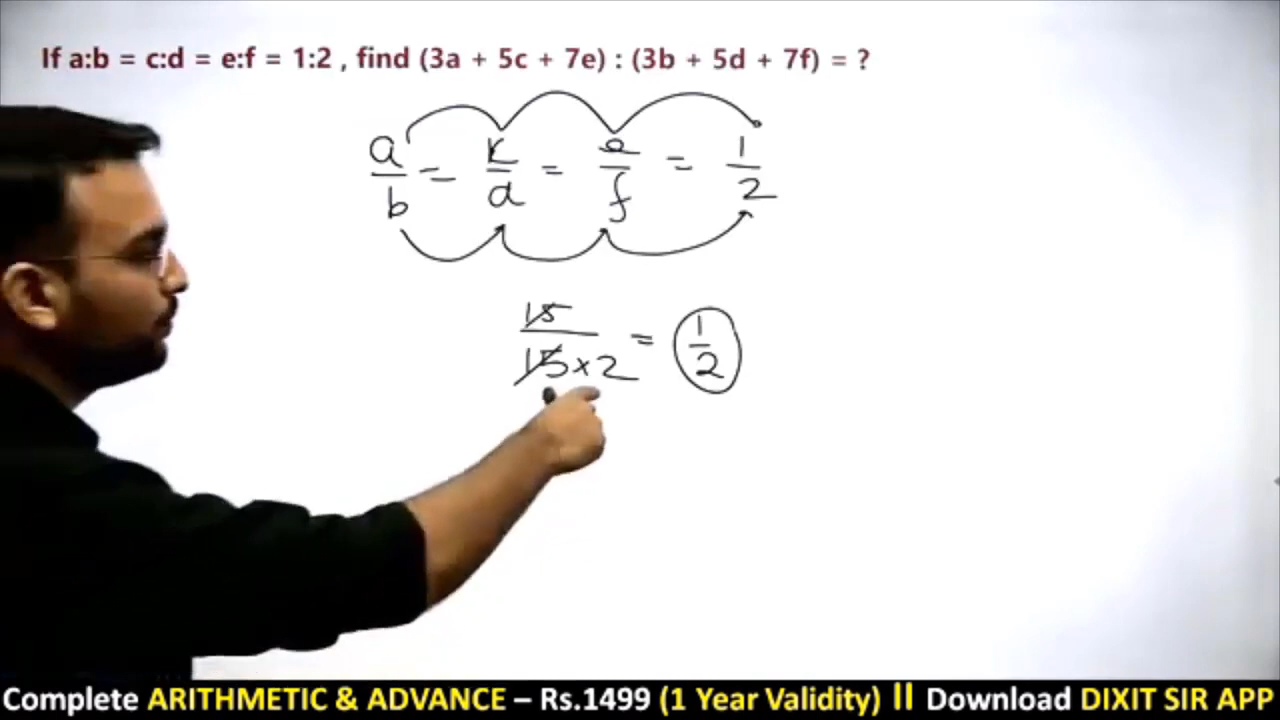 If a:b = c:d = e:f = 1:2 , find (3a + 5c + 7e) : (3b + 5d + 7f) = ?
a/b = c/d = e/f = 1/2
15/15×2 = 1/2
Complete ARITHMETIC & ADVANCE – Rs.1499 (1 Year Validity) II Download DIXIT SIR APP